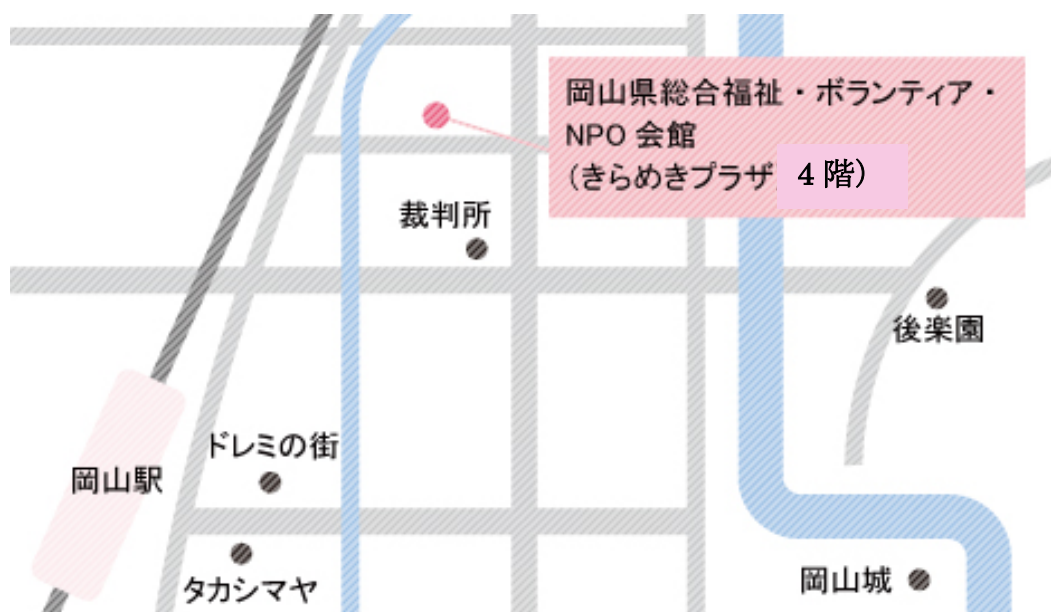 岡山県総合福祉・ボランティア・
NPO 会館
（きらめきプラザ 4 階）
裁判所
後楽園
ドレミの街
岡山駅
タカシマヤ
岡山城